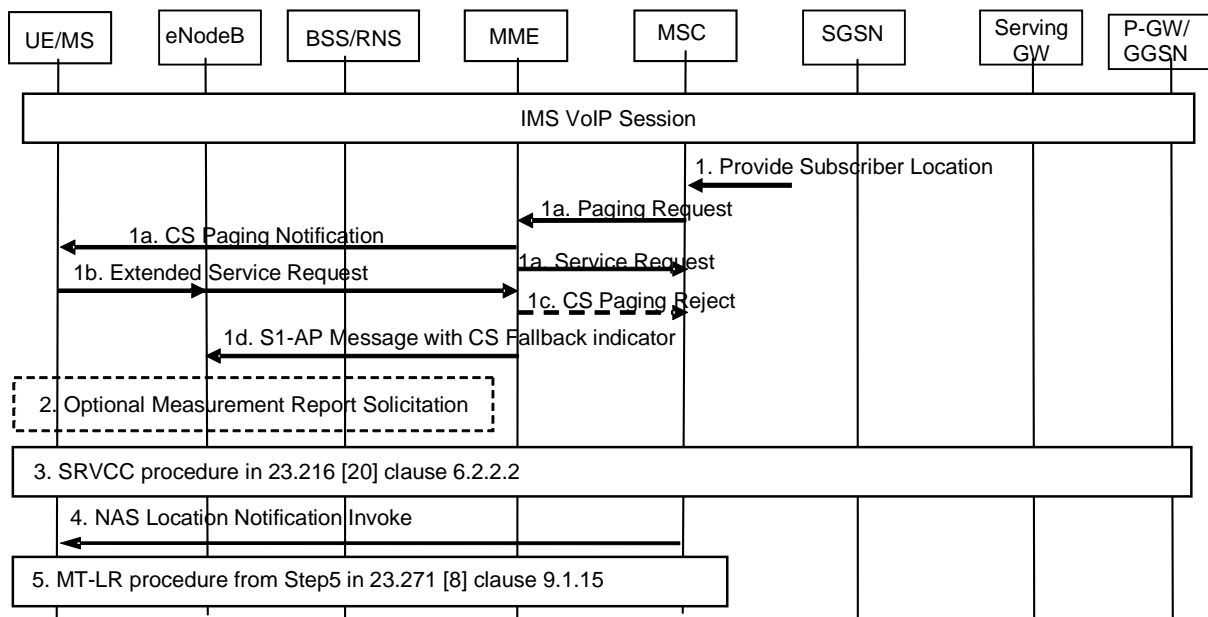 UE/MS
eNodeB
BSS/RNS
MME
MSC
SGSN
Serving
GW
P-GW/
GGSN
IMS VoIP Session
1. Provide Subscriber Location
1a. Paging Request
1a. CS Paging Notification
1a. Service Request
1b. Extended Service Request
1c. CS Paging Reject
1d. S1-AP Message with CS Fallback indicator
2. Optional Measurement Report Solicitation
3. SRVCC procedure in 23.216 [20] clause 6.2.2.2
4. NAS Location Notification Invoke
5. MT-LR procedure from Step5 in 23.271 [8] clause 9.1.15